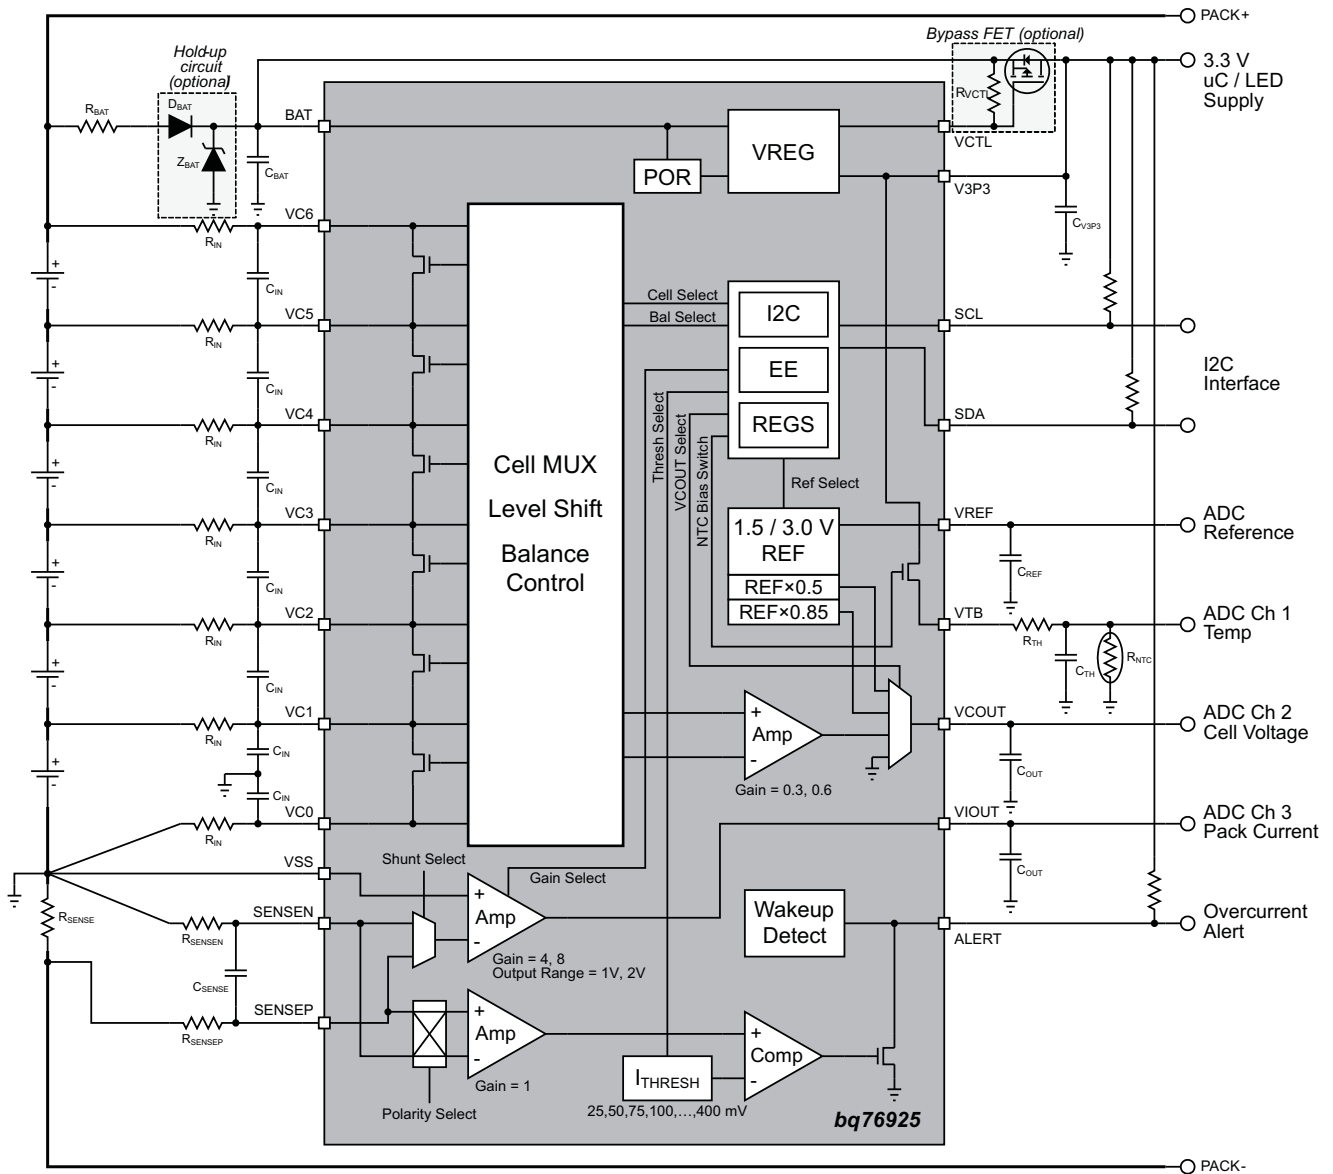 PACK+
Bypass FET (optional)
Hold-up
circuit
(optional)
3.3 V
uC / LED
Supply
RBAT
DBAT
ZBAT
CBAT
BAT
RVCTL
VCTL
VREG
POR
V3P3
CV3P3
VC6
RIN
+
-
CIN
Cell Select
Bal Select
I2C
EE
REGS
SCL
VC5
RIN
+
-
CIN
I2C
Interface
Thresh Select
VCOUT Select
NTC Bias Switch
SDA
VC4
RIN
+
-
CIN
Cell MUX
Level Shift
Balance
Control
Ref Select
1.5 / 3.0 V
REF
REF×0.5
REF×0.85
VREF
CREF
ADC
Reference
VC3
RIN
+
-
CIN
VC2
RIN
+
-
CIN
VTB
RTH
CTH
RNTC
ADC Ch 1
Temp
VC1
RIN
+
-
CIN
CIN
+
Amp
-
Gain = 0.3, 0.6
VCOUT
COUT
ADC Ch 2
Cell Voltage
VC0
RIN
VIOUT
COUT
ADC Ch 3
Pack Current
VSS
Shunt Select
Gain Select
RSENSE
SENSEN
RSENSEN
+
Amp
-
Gain = 4, 8
Output Range = 1V, 2V
Wakeup
Detect
ALERT
Overcurrent
Alert
CSENSE
SENSEP
RSENSEP
+
Amp
-
Gain = 1
Polarity Select
+
Comp
-
ITHRESH
25,50,75,100,...,400 mV
bq76925
PACK-